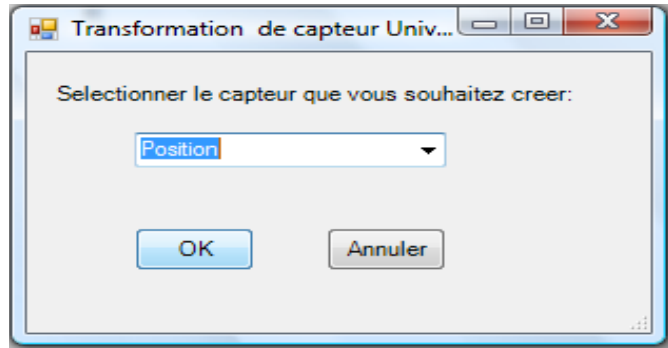 Transformation de capteur Univ...
Selectionner le capteur que vous souhaitez creer:
Position
OK Annuler